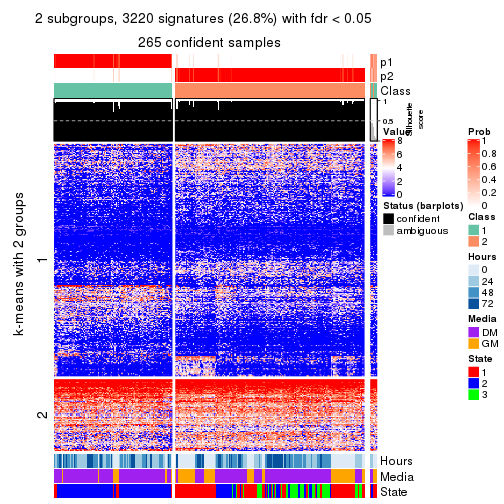 2 subgroups, 3220 signatures (26.8%) with fdr < 0.05
265 confident samples
p1
p2
Class
1
0.5
0
Silhouette
score
k-means with 2 groups
1
2
Hours
Media
State
Value
8
6
4
2
0
Status (barplots)
confident
ambiguous
Prob
1
0.8
0.6
0.4
0.2
0
Class
1
2
Hours
0
24
48
72
Media
DM
GM
State
1
2
3